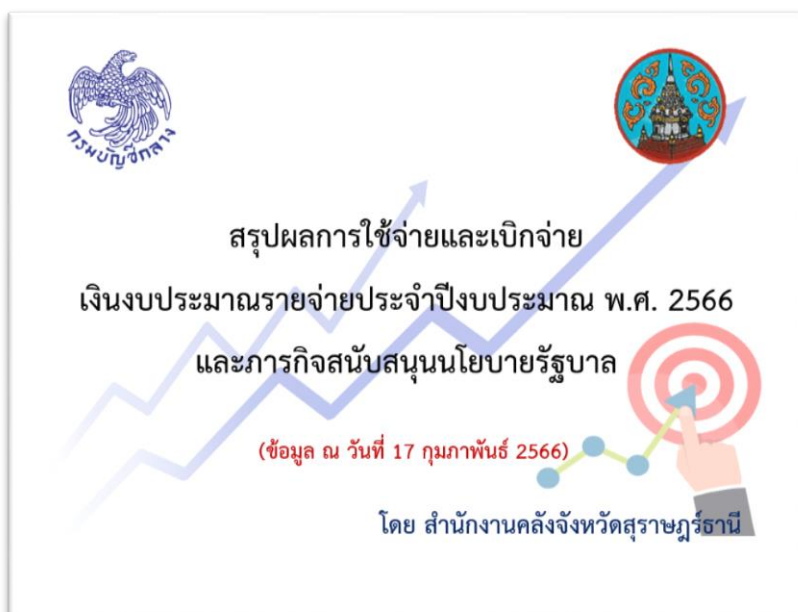 กรมบัญชีกลาง
สรุปผลการใช้จ่ายและเบิกจ่าย
เงินงบประมาณรายจ่ายประจำปีงบประมาณ พ.ศ. 2566
และภารกิจสนับสนุนนโยบายรัฐบาล
(ข้อมูล ณ วันที่ 17 กุมภาพันธ์ 2566)
โดย สำนักงานคลังจังหวัดสุราษฎร์ธานี